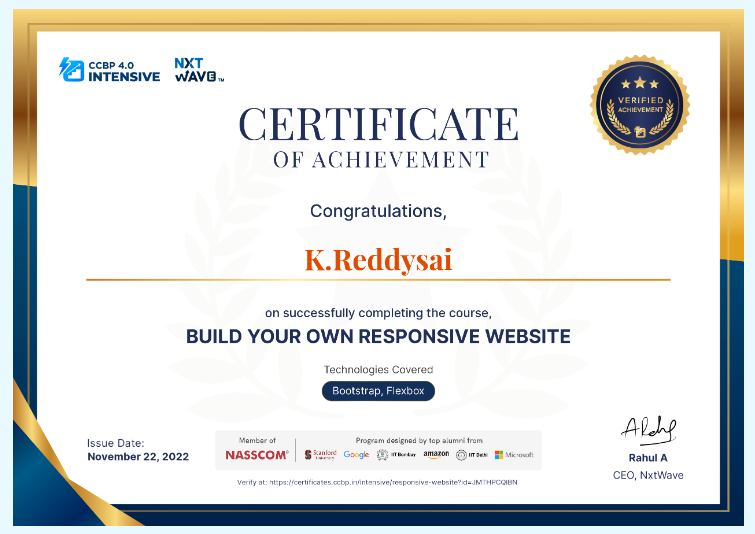 CCBP 4.0
INTENSIVE
NXT
WAVE TM
VERIFIED
ACHIEVEMENT
CERTIFICATE
OF ACHIEVEMENT
Congratulations,
K.Reddysai
on successfully completing the course,
BUILD YOUR OWN RESPONSIVE WEBSITE
Technologies Covered
Bootstrap, Flexbox
Issue Date:
November 22, 2022
Member of
NASSCOM®
Program designed by top alumni from
Stanford University Google IIT Bombay amazon IIT Delhi Microsoft
Verify at: https://certificates.ccbp.in/intensive/responsive-website?id=JMTHPCQIBN
Rahul A
CEO, NxtWave